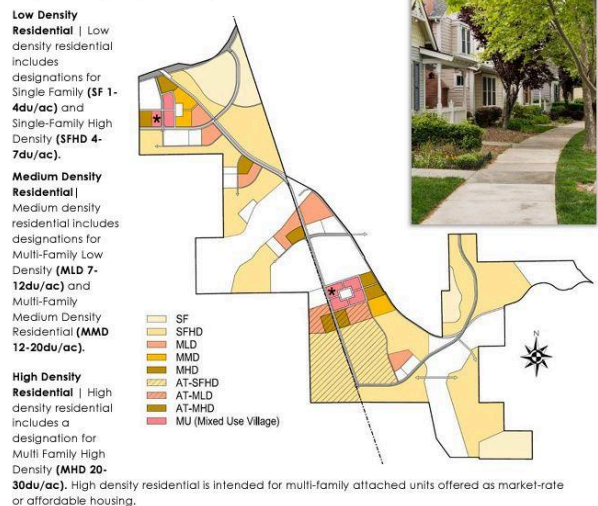 Low Density
Residential | Low
density residential
includes
designations for
Single Family (SF 1-
4du/ac) and
Single-Family High
Density (SFHD 4-
7du/ac).
Medium Density
Residential|
Medium density
residential includes
designations for
Multi-Family Low
Density (MLD 7-
12du/ac) and
Multi-Family
Medium Density
Residential (MMD
12-20du/ac).
High Density
Residential | High
density residential
includes a
designation for
Multi Family High
Density (MHD 20-
30du/ac). High density residential is intended for multi-family attached units offered as market-rate
or affordable housing.
SF
SFHD
MLD
MMD
MHD
AT-SFHD
AT-MLD
AT-MHD
MU (Mixed Use Village)
N